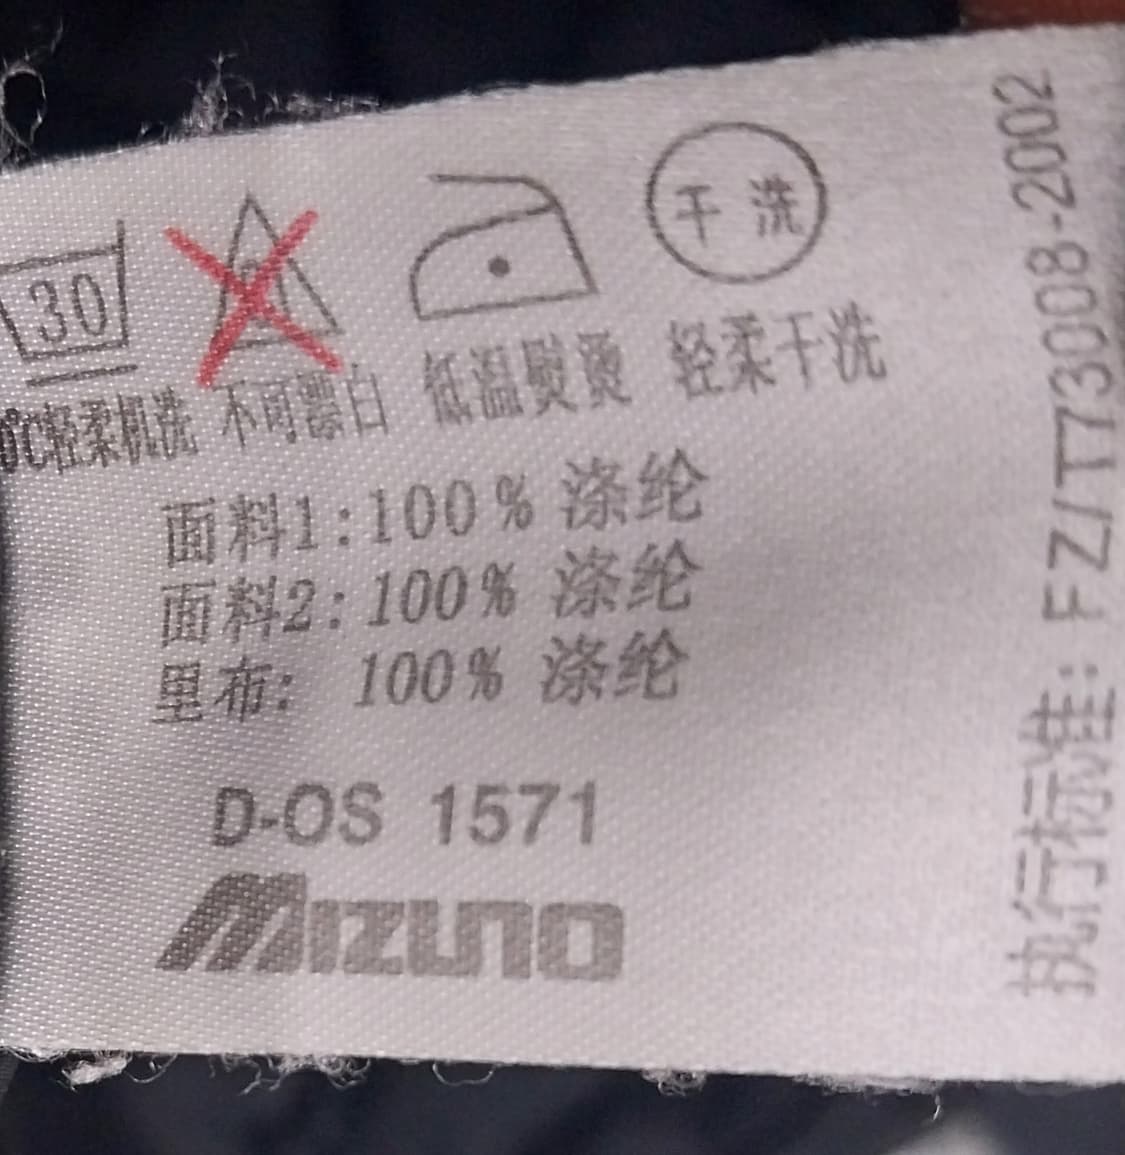 30
干洗
℃轻柔机洗 不可漂白 低温熨烫 轻柔干洗
面料1:100% 涤纶
面料2:100% 涤纶
里布: 100% 涤纶
D-OS 1571
MIZUNO
执行标准: FZ/T73008-2002